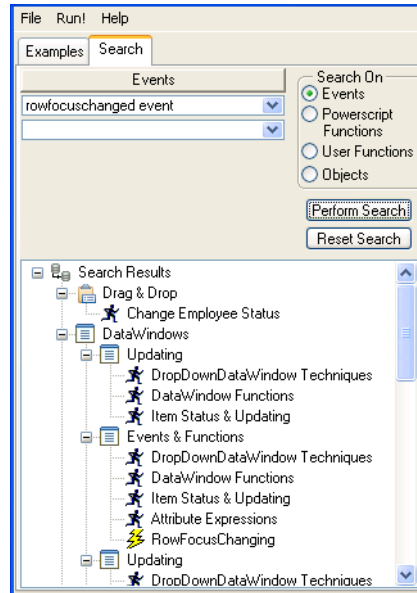 File Run! Help
Examples Search
Events
rowfocuschanged event
Search On
Events
Powerscript
Functions
User Functions
Objects
Perform Search
Reset Search
Search Results
Drag & Drop
Change Employee Status
DataWindows
Updating
DropDownDataWindow Techniques
DataWindow Functions
Item Status & Updating
Events & Functions
DropDownDataWindow Techniques
DataWindow Functions
Item Status & Updating
Attribute Expressions
RowFocusChanging
Updating
DropDownDataWindow Techniques